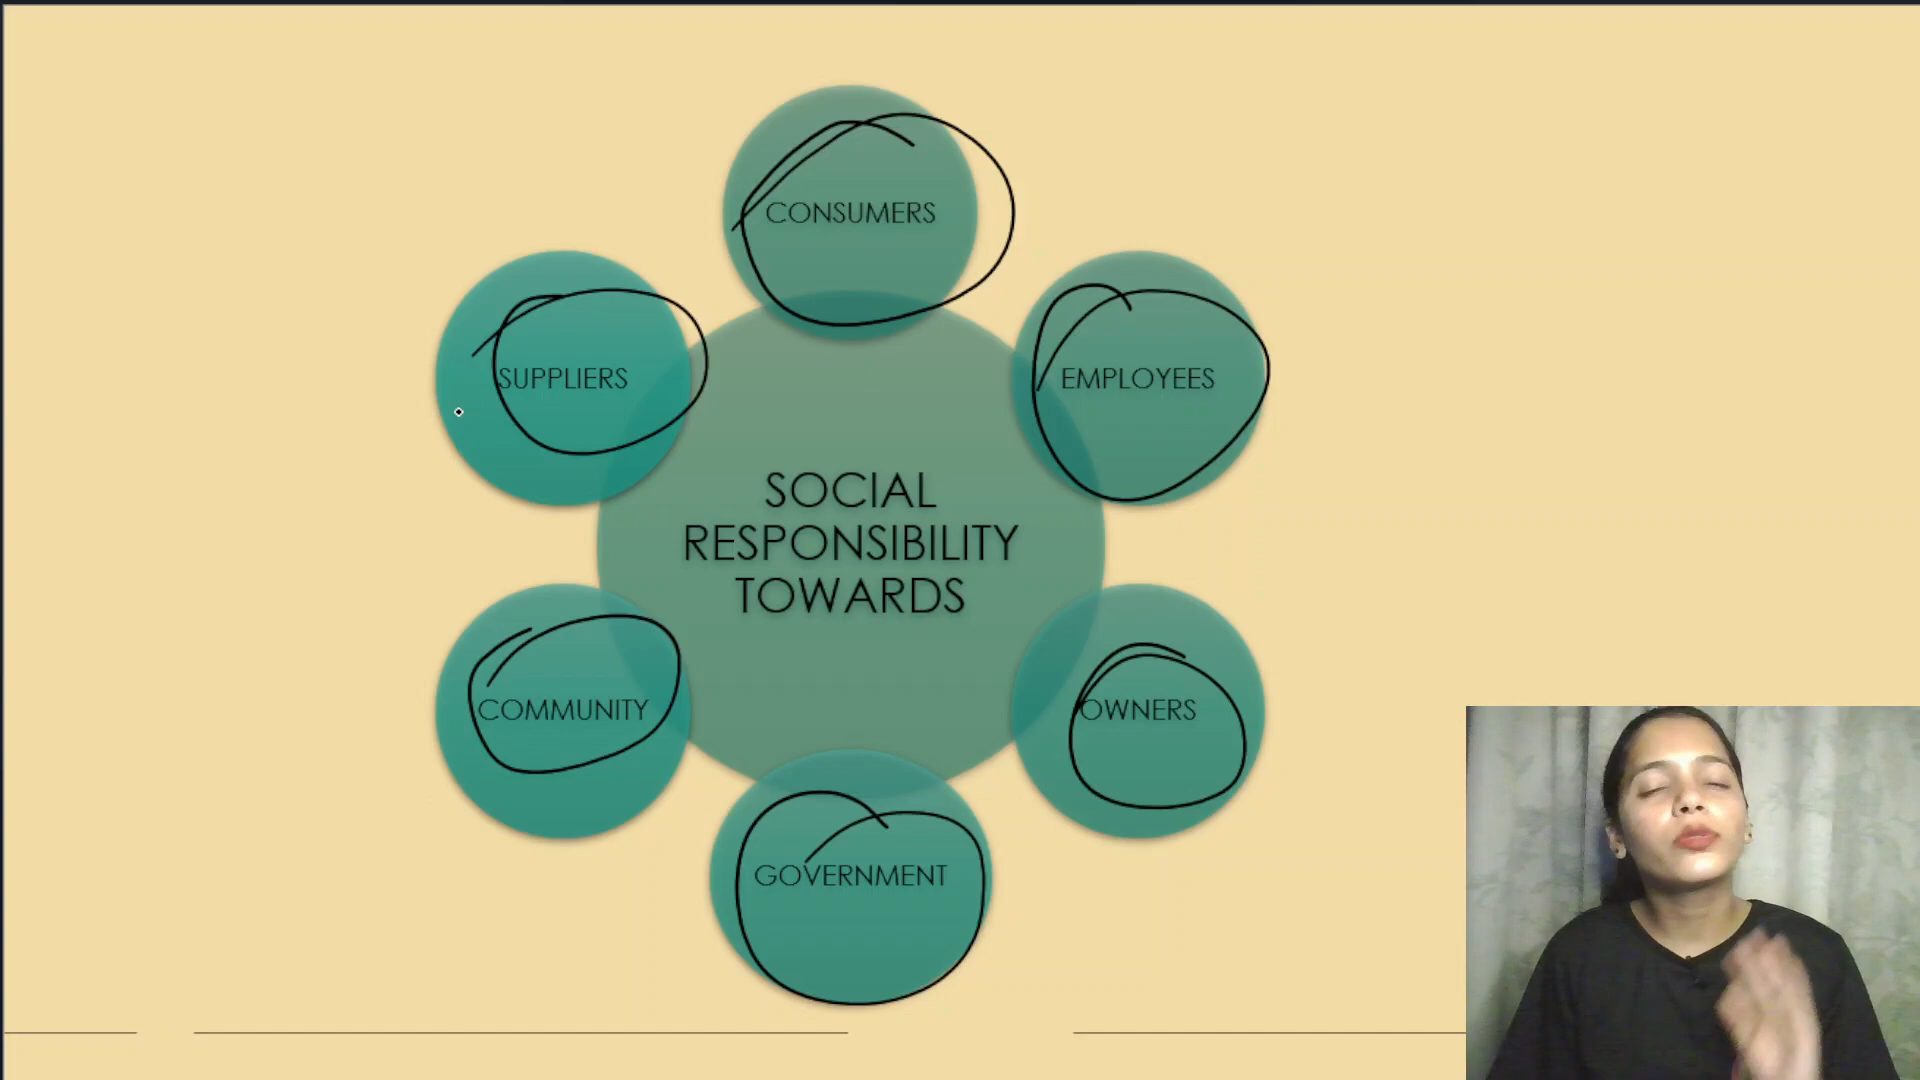 CONSUMERS
SUPPLIERS
EMPLOYEES
SOCIAL
RESPONSIBILITY
TOWARDS
COMMUNITY
OWNERS
GOVERNMENT